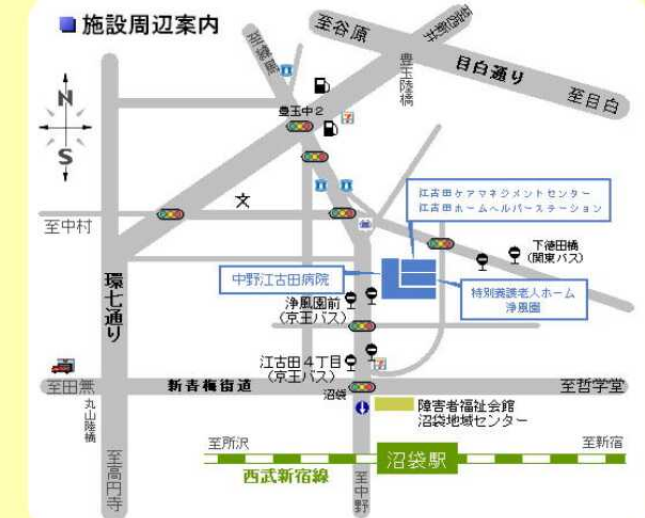 施設周辺案内
至谷原
至西新井
至練馬
豊玉陸橋
目白通り
至目白
N
S
豊玉中2
文
江古田ケアマネジメントセンター
江古田ホームヘルパーステーション
至中村
下徳田橋
(関東バス)
環七通り
中野江古田病院
特別養護老人ホーム
浄風園
浄風園前
(京王バス)
江古田4丁目
(京王バス)
至田無
新青梅街道
沼袋
至哲学堂
丸山陸橋
障害者福祉会館
沼袋地域センター
至所沢
至新宿
沼袋駅
西武新宿線
至高円寺
至中野